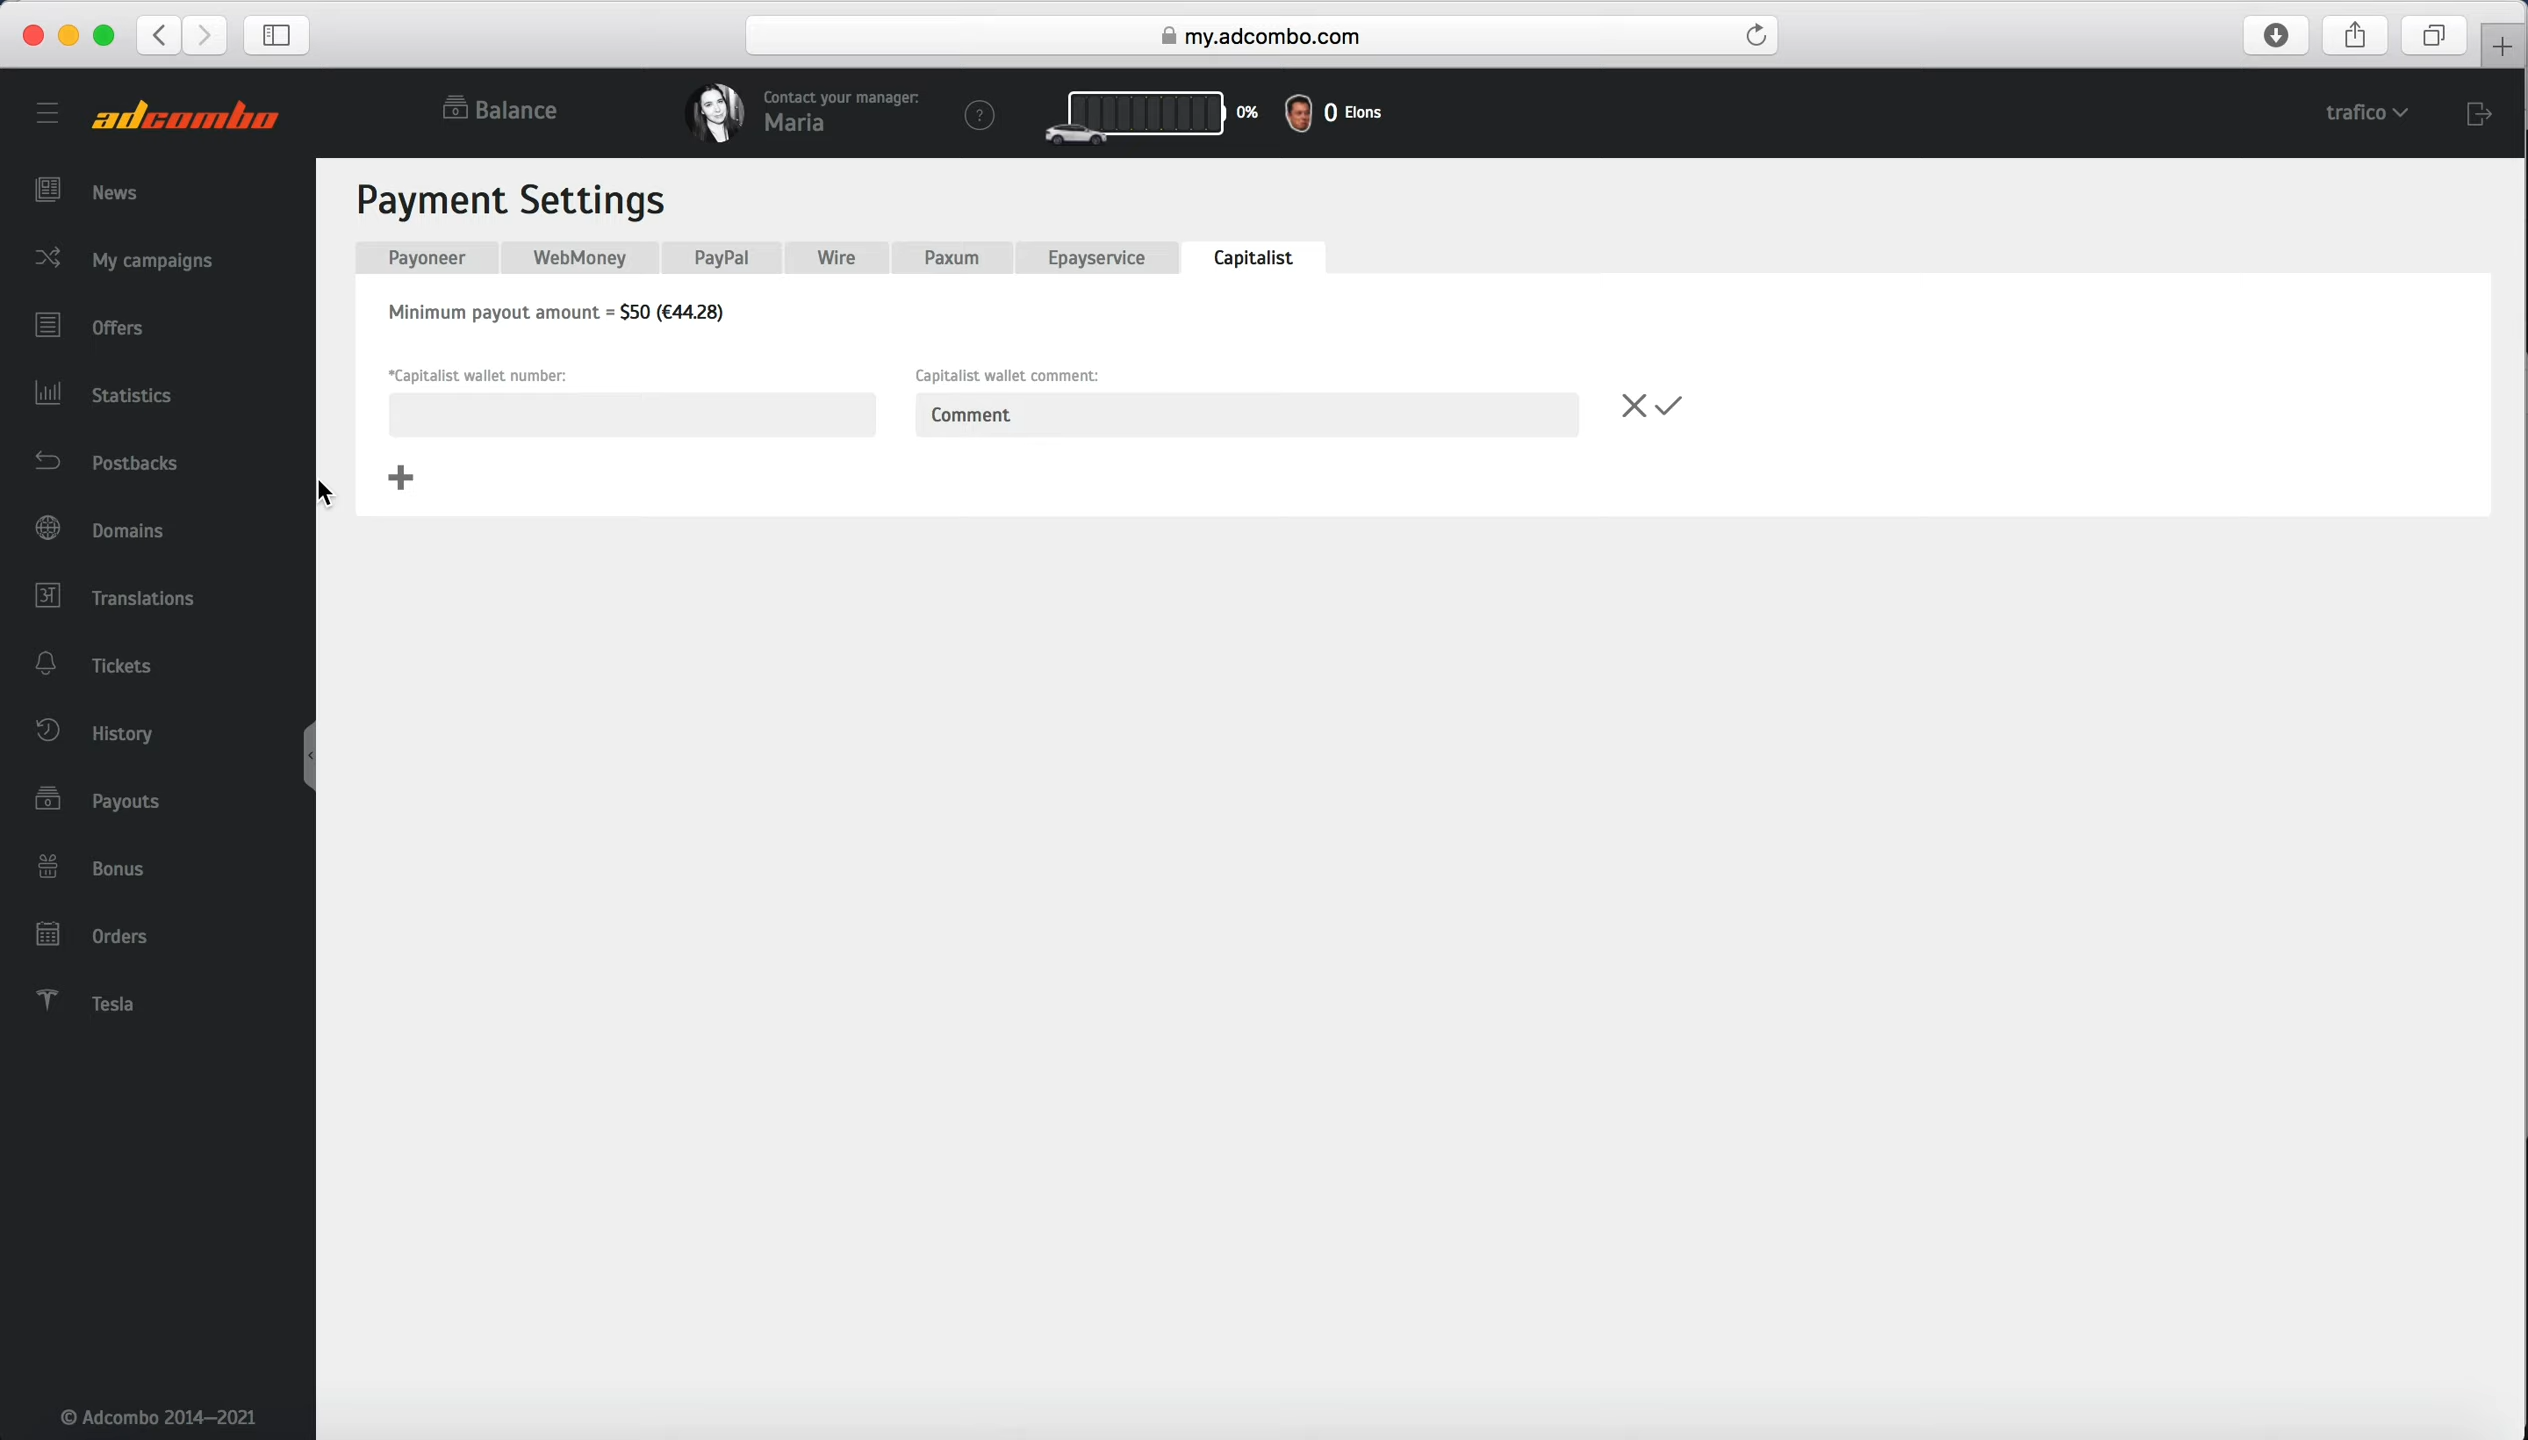 my.adcombo.com
adcombo
Balance
Contact your manager:
Maria
?
0%
0 Elons
trafico
News
My campaigns
Offers
Statistics
Postbacks
Domains
अ Translations
Tickets
History
Payouts
Bonus
Orders
Tesla
© Adcombo 2014—2021
Payment Settings
Payoneer WebMoney PayPal Wire Paxum Epayservice Capitalist
Minimum payout amount = $50 (€44.28)
*Capitalist wallet number: Capitalist wallet comment:
Comment